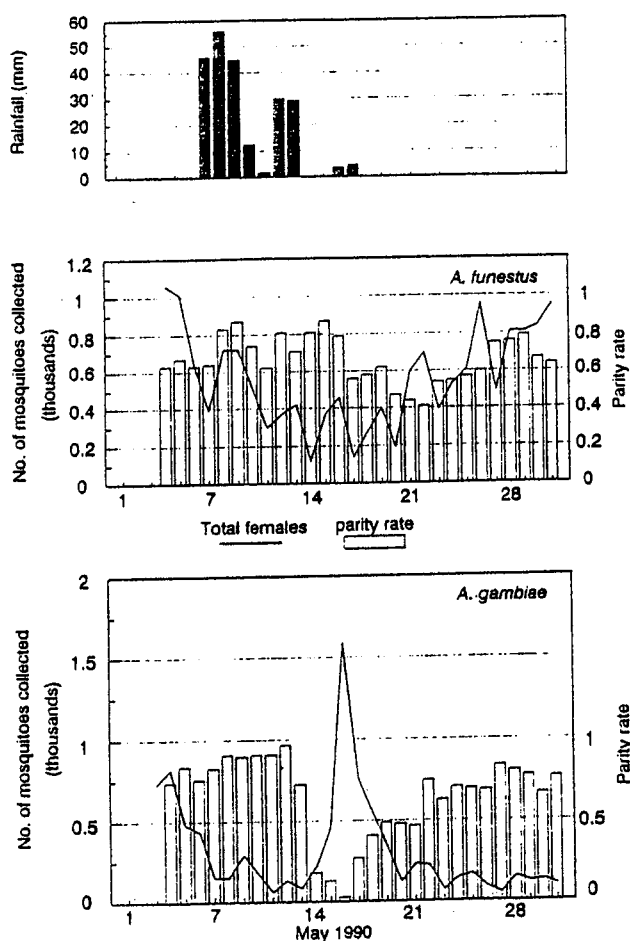 Rainfall (mm)
60
50
40
30
20
10
0
No. of mosquitoes collected
(thousands)
1.2
1
0.8
0.6
0.4
0.2
0
A. funestus
1
0.8
0.6
0.4
0.2
0
Parity rate
1 7 14 21 28
Total females parity rate
No. of mosquitoes collected
(thousands)
2
1.5
1
0.5
0
A. gambiae
1
0.5
0
Parity rate
1 7 14 21 28
May 1990